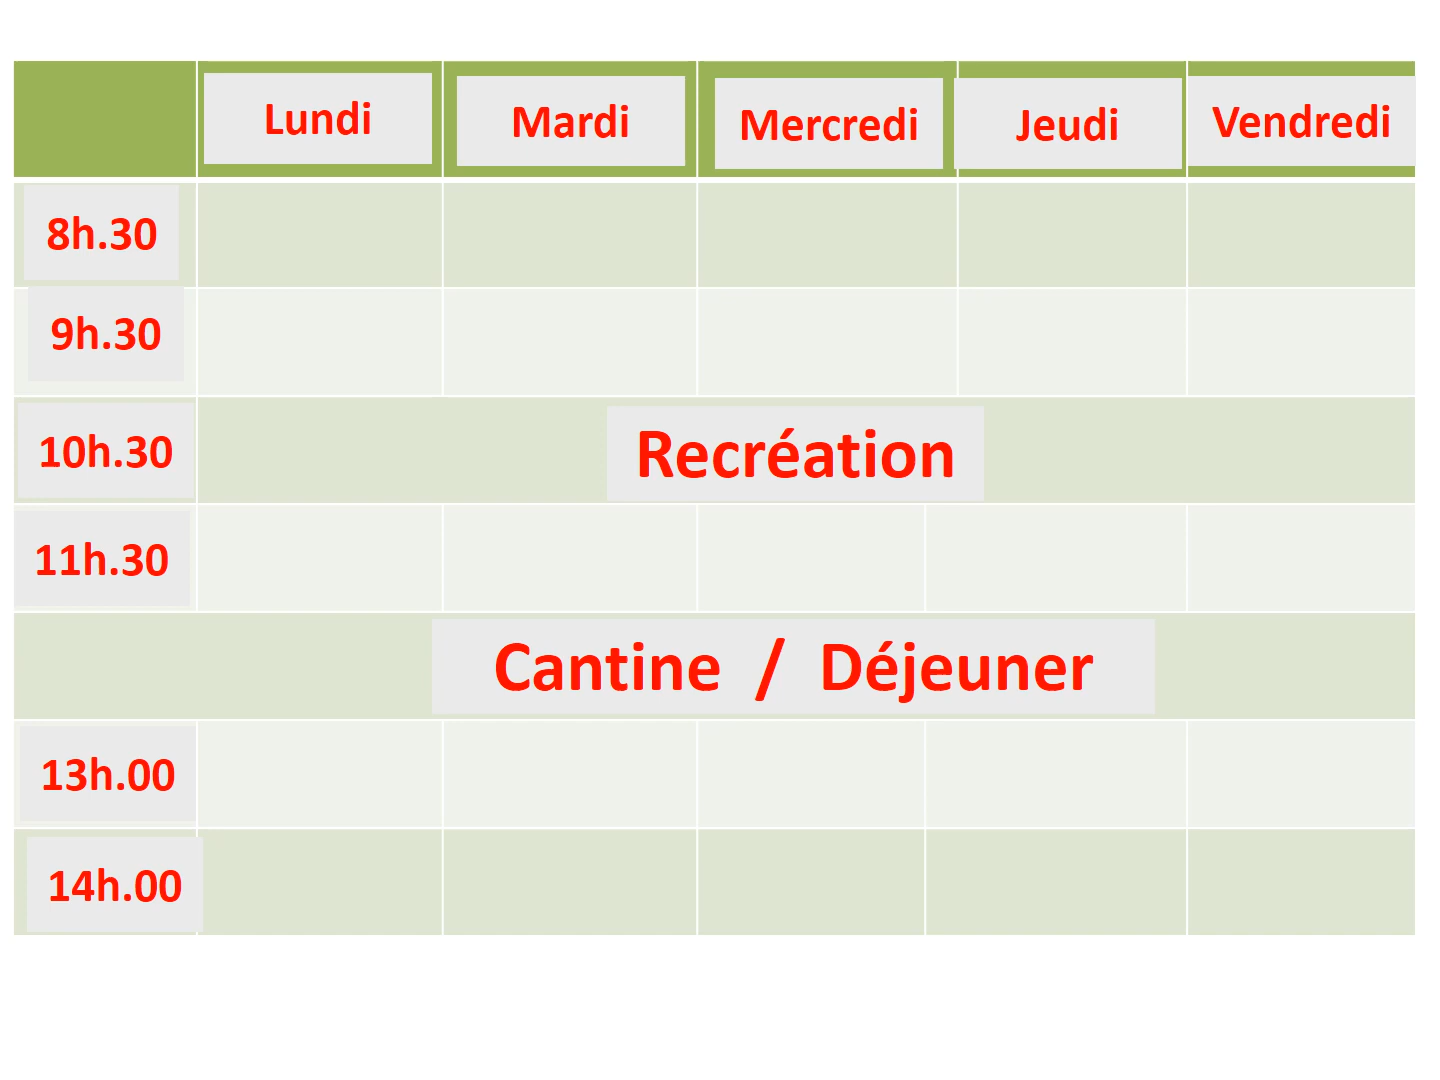 Lundi Mardi Mercredi Jeudi Vendredi
8h.30
9h.30
10h.30 Recréation
11h.30
Cantine / Déjeuner
13h.00
14h.00